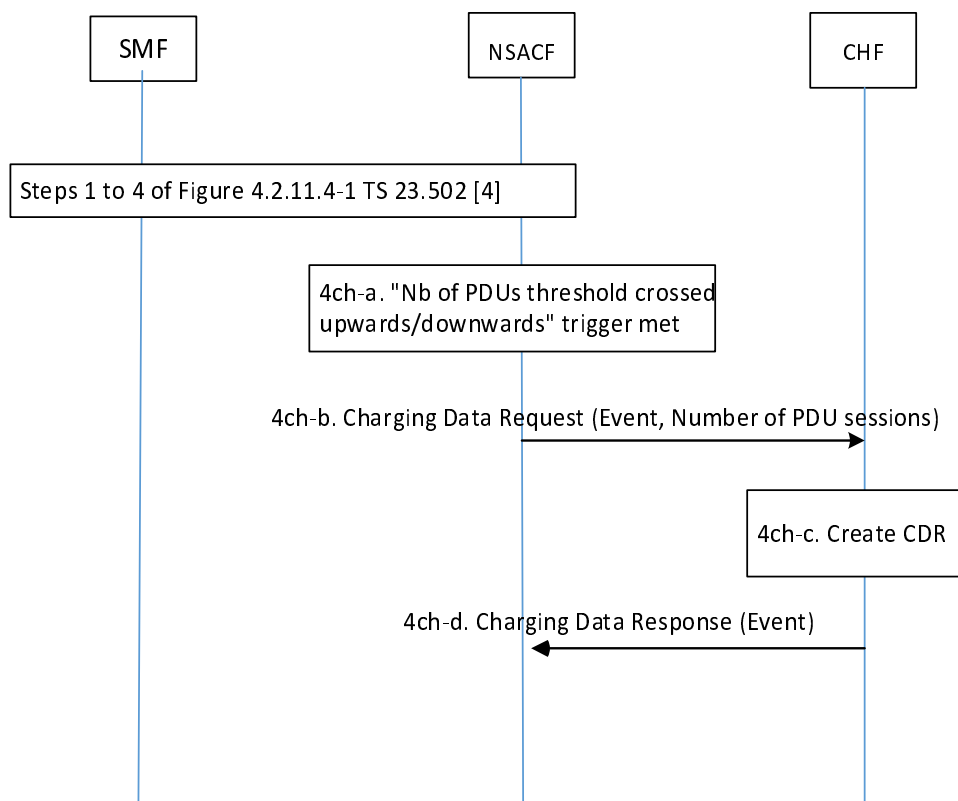 SMF
NSACF
CHF
Steps 1 to 4 of Figure 4.2.11.4-1 TS 23.502 [4]
4ch-a. "Nb of PDUs threshold crossed
upwards/downwards" trigger met
4ch-b. Charging Data Request (Event, Number of PDU sessions)
4ch-c. Create CDR
4ch-d. Charging Data Response (Event)